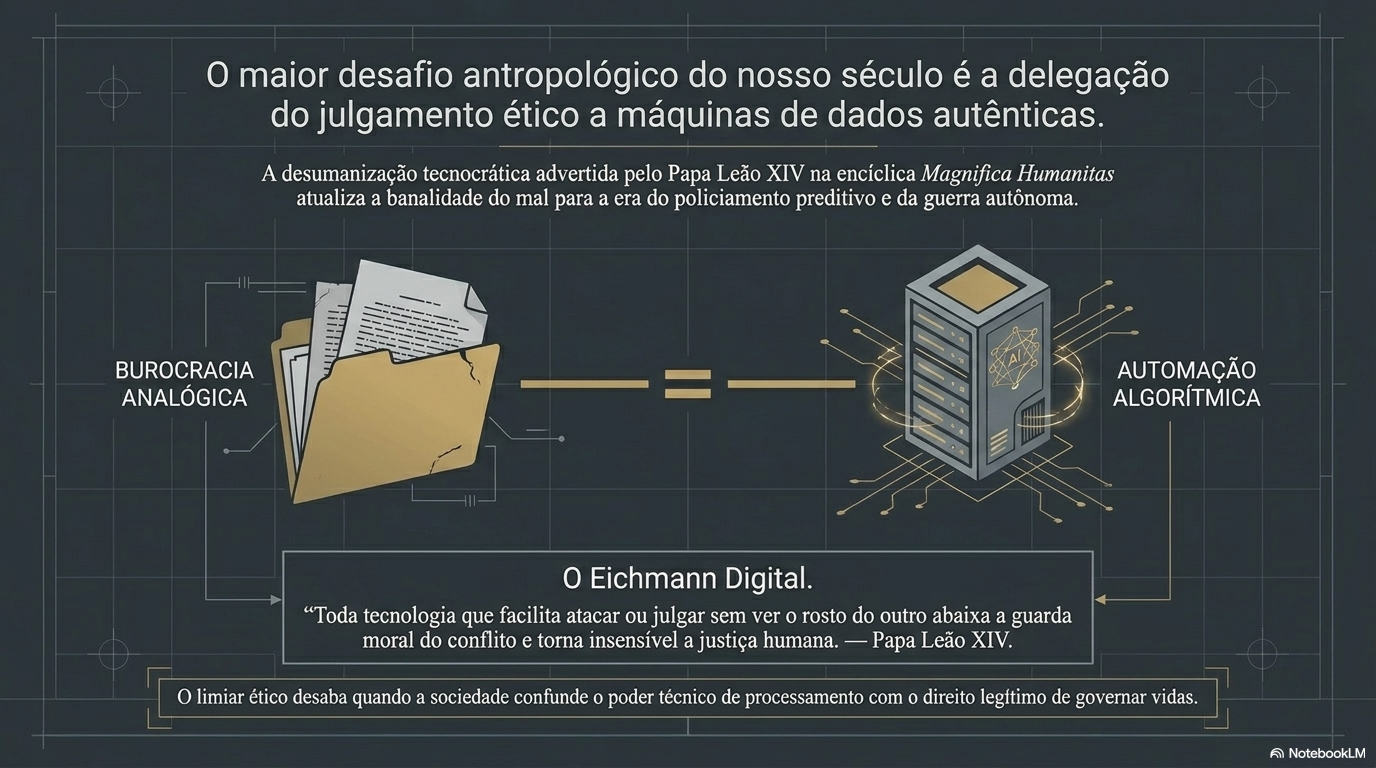 O maior desafio antropológico do nosso século é a delegação
do julgamento ético a máquinas de dados autênticas.
A desumanização tecnocrática advertida pelo Papa Leão XIV na encíclica Magnifica Humanitas
atualiza a banalidade do mal para a era do policiamento preditivo e da guerra autônoma.
BUROCRACIA
ANALÓGICA
AI
AUTOMAÇÃO
ALGORÍTMICA
O Eichmann Digital.
“Toda tecnologia que facilita atacar ou julgar sem ver o rosto do outro abaixa a guarda
moral do conflito e torna insensível a justiça humana. — Papa Leão XIV.
O limiar ético desaba quando a sociedade confunde o poder técnico de processamento com o direito legítimo de governar vidas.
NotebookLM